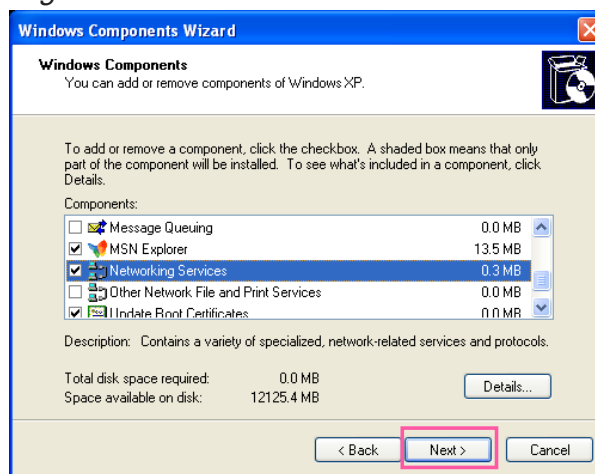 Windows Components Wizard
Windows Components
You can add or remove components of Windows XP.
To add or remove a component, click the checkbox. A shaded box means that only
part of the component will be installed. To see what's included in a component, click
Details.
Components:
Message Queuing 0.0 MB
MSN Explorer 13.5 MB
Networking Services 0.3 MB
Other Network File and Print Services 0.0 MB
Update Root Certificates 0.0 MB
Description: Contains a variety of specialized, network-related services and protocols.
Total disk space required: 0.0 MB
Space available on disk: 12125.4 MB
Details...
< Back Next > Cancel